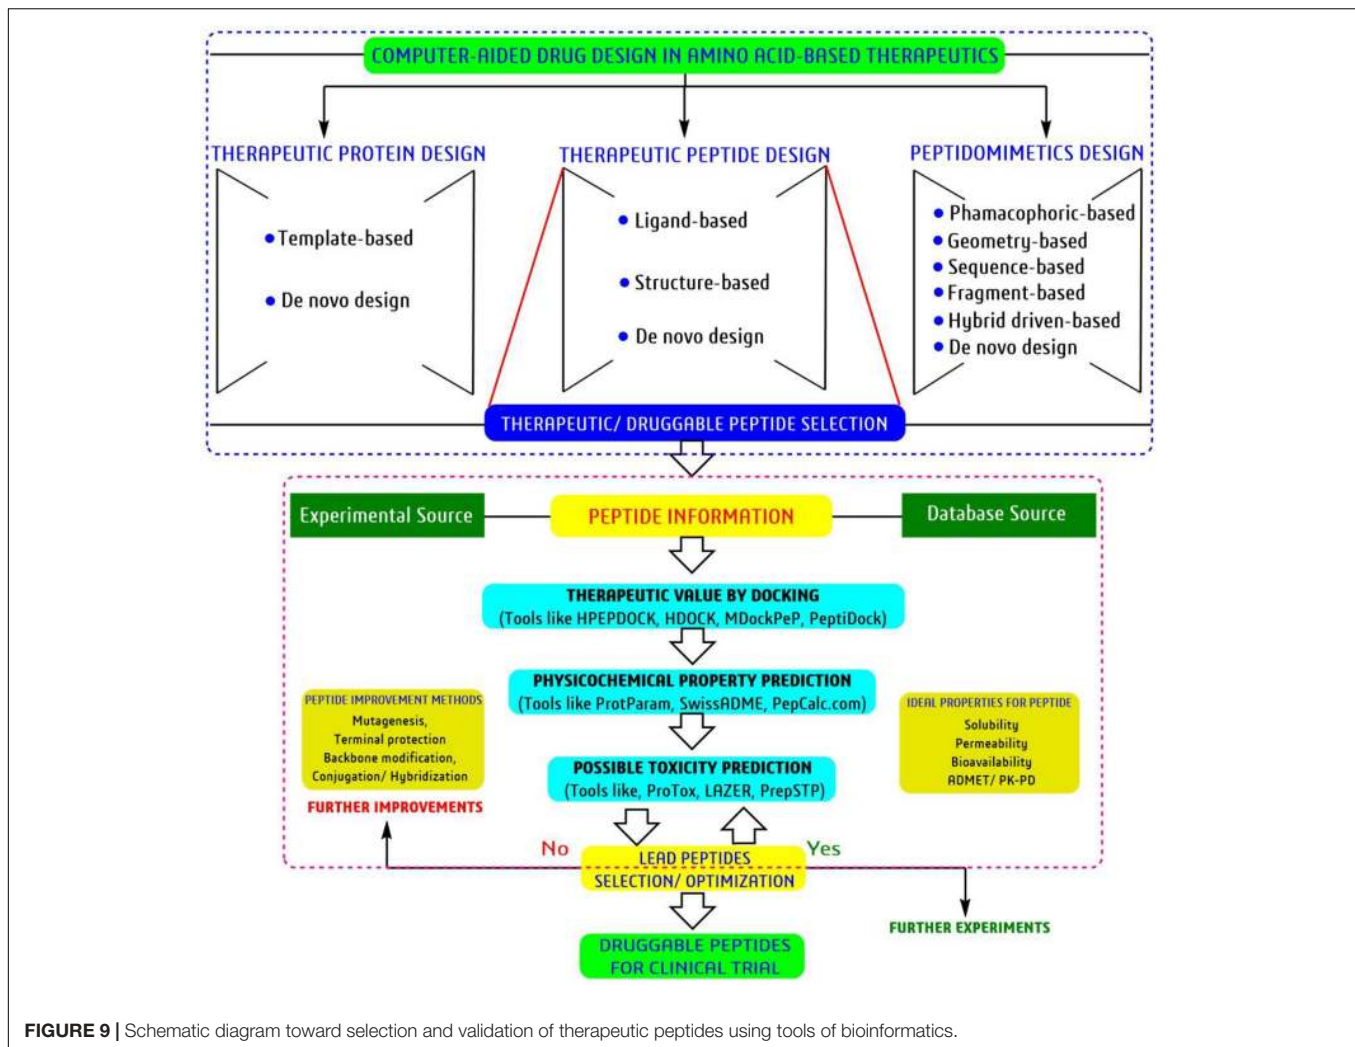 COMPUTER-AIDED DRUG DESIGN IN AMINO ACID-BASED THERAPEUTICS
THERAPEUTIC PROTEIN DESIGN
Template-based
De novo design
THERAPEUTIC PEPTIDE DESIGN
Ligand-based
Structure-based
De novo design
PEPTIDOMIMETICS DESIGN
Phamacophoric-based
Geometry-based
Sequence-based
Fragment-based
Hybrid driven-based
De novo design
THERAPEUTIC/ DRUGGABLE PEPTIDE SELECTION
Experimental Source
PEPTIDE INFORMATION
Database Source
THERAPEUTIC VALUE BY DOCKING
(Tools like HPEPDOCK, HDOCK, MDockPeP, PeptiDock)
PHYSICOCHEMICAL PROPERTY PREDICTION
(Tools like ProtParam, SwissADME, PepCalc.com)
PEPTIDE IMPROVEMENT METHODS
Mutagenesis,
Terminal protection
Backbone modification,
Conjugation/ Hybridization
FURTHER IMPROVEMENTS
IDEAL PROPERTIES FOR PEPTIDE
Solubility
Permeability
Bioavailability
ADMET/ PK-PD
POSSIBLE TOXICITY PREDICTION
(Tools like, ProTox, LAZER, PrepSTP)
No
Yes
LEAD PEPTIDES
SELECTION/ OPTIMIZATION
FURTHER EXPERIMENTS
DRUGGABLE PEPTIDES
FOR CLINICAL TRIAL
FIGURE 9 | Schematic diagram toward selection and validation of therapeutic peptides using tools of bioinformatics.